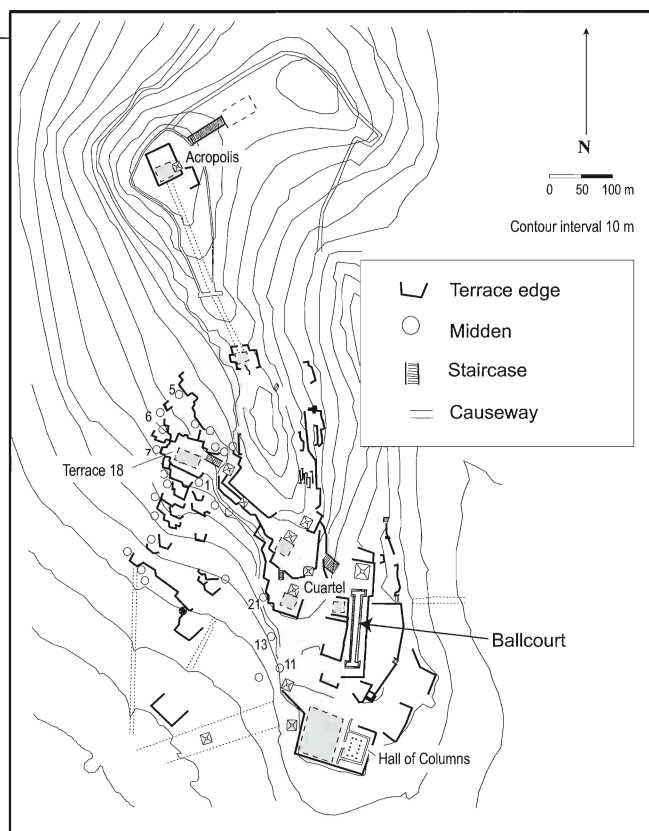 Acropolis
N
0 50 100 m
Contour interval 10 m
Terrace edge
Midden
Staircase
Causeway
5
6
7
Terrace 18
1
Cuartel
21
13
11
Ballcourt
Hall of Columns